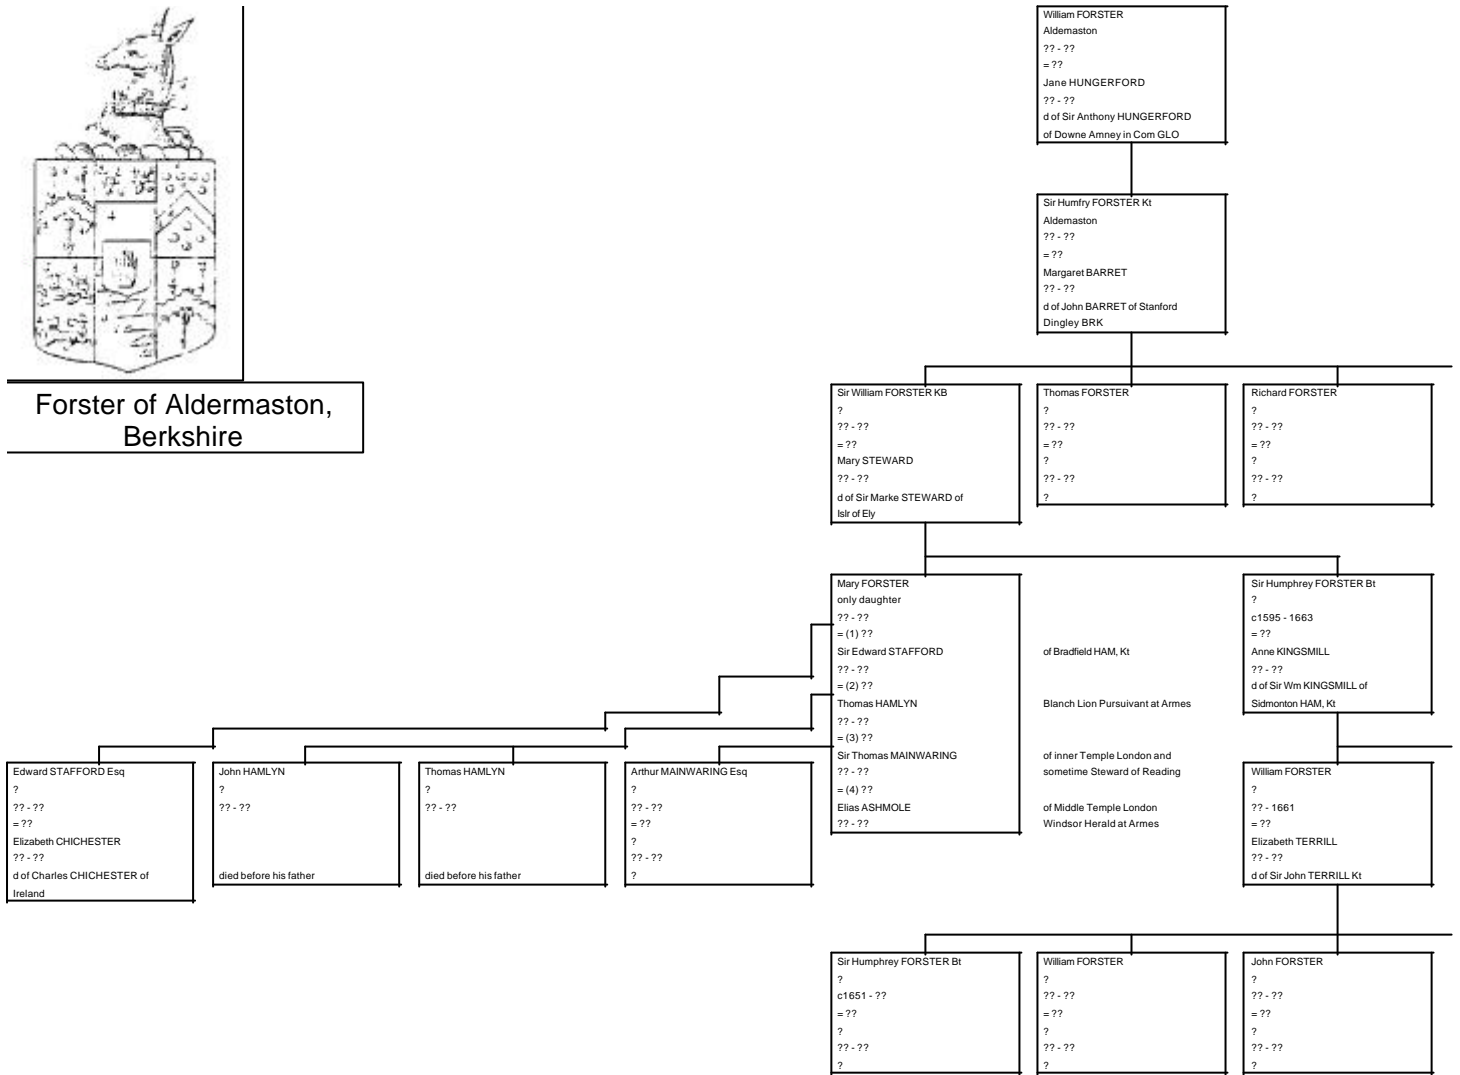 William FORSTER
Aldemaston
?? - ??
= ??
Jane HUNGERFORD
?? - ??
d of Sir Anthony HUNGERFORD
of Downe Amney in Com GLO
Sir Humfry FORSTER Kt
Aldemaston
?? - ??
= ??
Margaret BARRET
?? - ??
d of John BARRET of Stanford
Dingley BRK
Forster of Aldermaston,
Berkshire
Sir William FORSTER KB
?
?? - ??
= ??
Mary STEWARD
?? - ??
d of Sir Marke STEWARD of
Islr of Ely
Thomas FORSTER
?
?? - ??
= ??
?
?? - ??
?
Richard FORSTER
?
?? - ??
= ??
?
?? - ??
?
Mary FORSTER
only daughter
?? - ??
= (1) ??
Sir Edward STAFFORD
of Bradfield HAM, Kt
?? - ??
= (2) ??
Thomas HAMLYN
Blanch Lion Pursuivant at Armes
?? - ??
= (3) ??
Sir Thomas MAINWARING
of inner Temple London and
?? - ??
sometime Steward of Reading
= (4) ??
Elias ASHMOLE
of Middle Temple London
?? - ??
Windsor Herald at Armes
Sir Humphrey FORSTER Bt
?
c1595 - 1663
= ??
Anne KINGSMILL
?? - ??
d of Sir Wm KINGSMILL of
Sidmonton HAM, Kt
Edward STAFFORD Esq
?
?? - ??
= ??
Elizabeth CHICHESTER
?? - ??
d of Charles CHICHESTER of
Ireland
John HAMLYN
?
?? - ??
died before his father
Thomas HAMLYN
?
?? - ??
died before his father
Arthur MAINWARING Esq
?
?? - ??
= ??
?
?? - ??
?
William FORSTER
?
?? - 1661
= ??
Elizabeth TERRILL
?? - ??
d of Sir John TERRILL Kt
Sir Humphrey FORSTER Bt
?
c1651 - ??
= ??
?
?? - ??
?
William FORSTER
?
?? - ??
= ??
?
?? - ??
?
John FORSTER
?
?? - ??
= ??
?
?? - ??
?